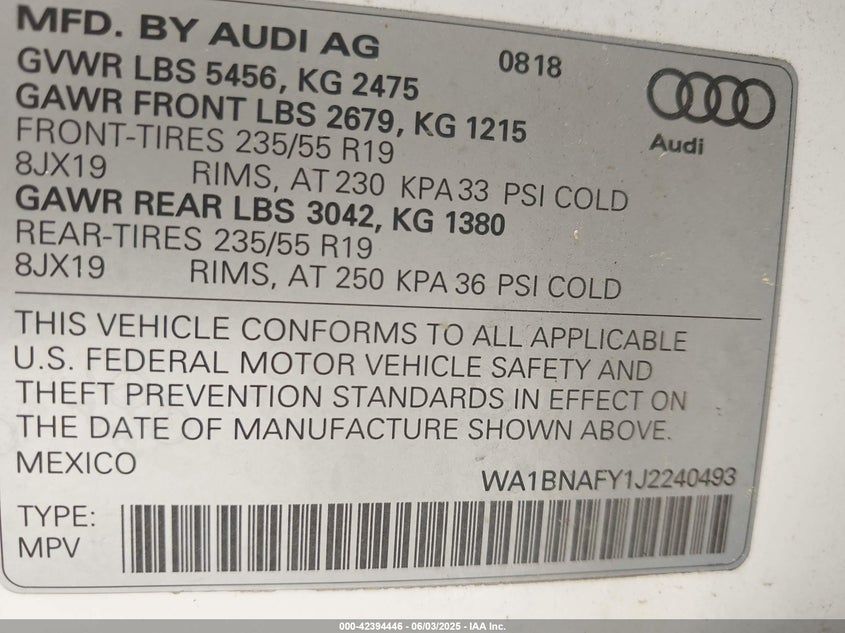 MFD. BY AUDI AG 0818
GVWR LBS 5456, KG 2475
GAWR FRONT LBS 2679, KG 1215
Audi
FRONT-TIRES 235/55 R19
8JX19 RIMS, AT 230 KPA 33 PSI COLD
GAWR REAR LBS 3042, KG 1380
REAR-TIRES 235/55 R19
8JX19 RIMS, AT 250 KPA 36 PSI COLD
THIS VEHICLE CONFORMS TO ALL APPLICABLE
U.S. FEDERAL MOTOR VEHICLE SAFETY AND
THEFT PREVENTION STANDARDS IN EFFECT ON
THE DATE OF MANUFACTURE SHOWN ABOVE.
MEXICO
WA1BNAFY1J2240493
TYPE:
MPV
000-42394446 - 06/03/2025 - IAA Inc.